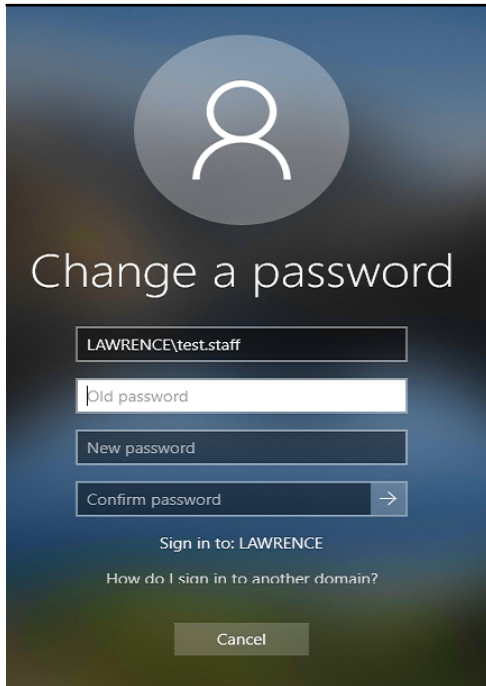 Change a password
LAWRENCE\test.staff
Old password
New password
Confirm password
Sign in to: LAWRENCE
How do I sign in to another domain?
Cancel